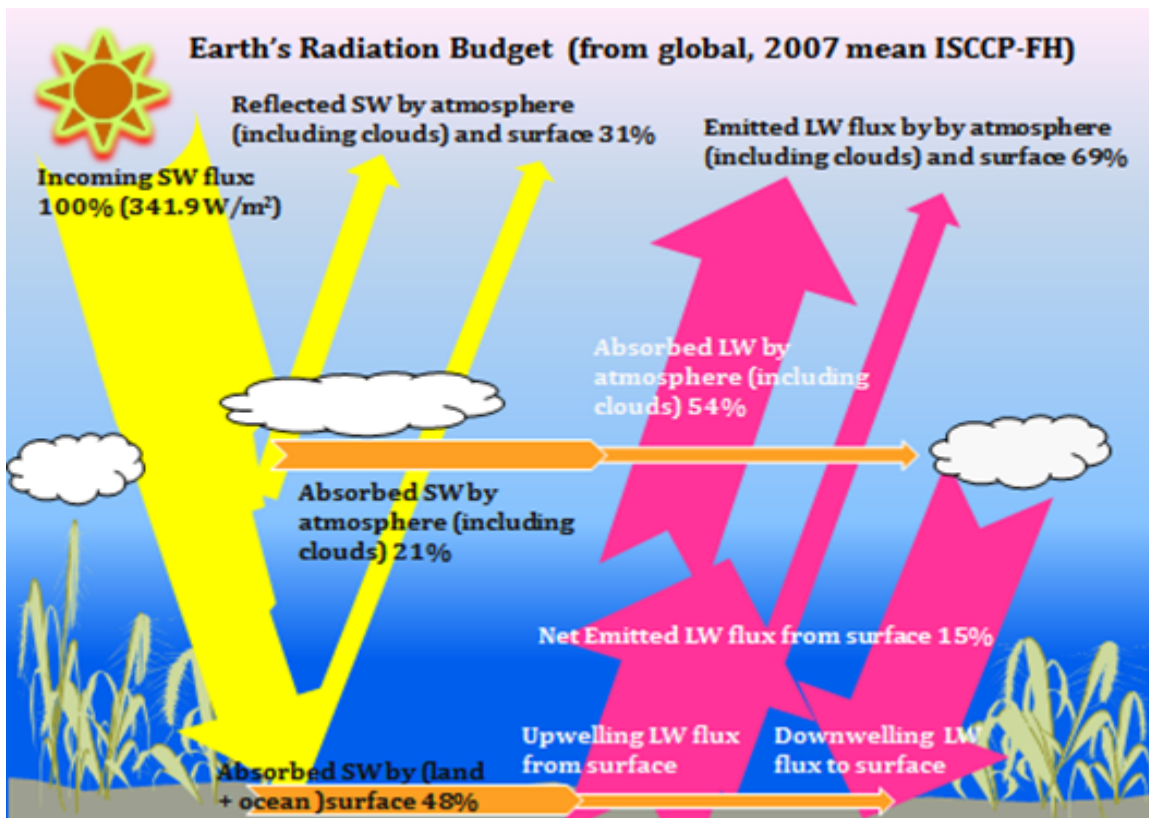 Earth's Radiation Budget (from global, 2007 mean ISCCP-FH)
Reflected SW by atmosphere
(including clouds) and surface 31%
Emitted LW flux by by atmosphere
(including clouds) and surface 69%
Incoming SW flux:
100% (341.9 W/m²)
Absorbed LW by
atmosphere (including
clouds) 54%
Absorbed SW by
atmosphere (including
clouds) 21%
Net Emitted LW flux from surface 15%
Upwelling LW flux
from surface
Downwelling LW
flux to surface
Absorbed SW by (land
+ ocean )surface 48%